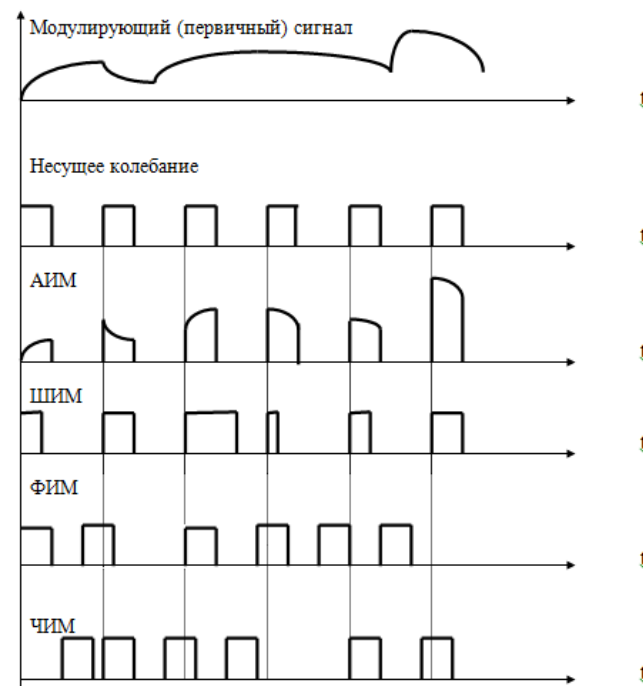 Модулирующий (первичный) сигнал
t
Несущее колебание
t
АИМ
t
ШИМ
t
ФИМ
t
ЧИМ
t